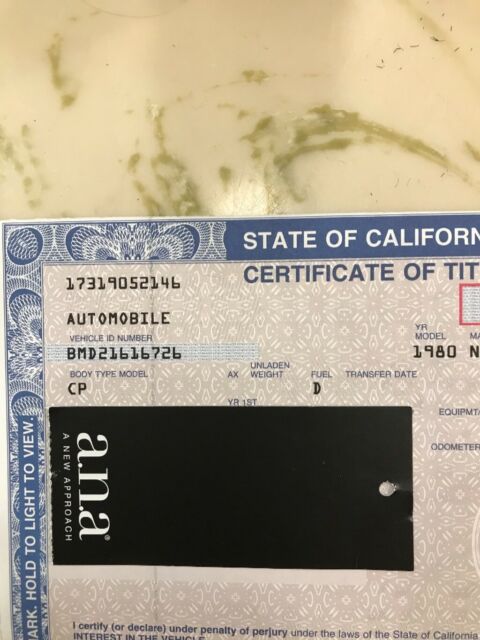 STATE OF CALIFORN
CERTIFICATE OF TIT
17319052146
AUTOMOBILE
VEHICLE ID NUMBER
YR
MODEL
MA
BMD21616726
1980 N
BODY TYPE MODEL
AX
UNLADEN
WEIGHT
FUEL
TRANSFER DATE
CP
D
YR 1ST
EQUIPMT/
ODOMETER
a.n.a®
A NEW APPROACH
ARK. HOLD TO LIGHT TO VIEW.
I certify (or declare) under penalty of perjury under the laws of the State of California
INTEREST IN THE VEHICLE